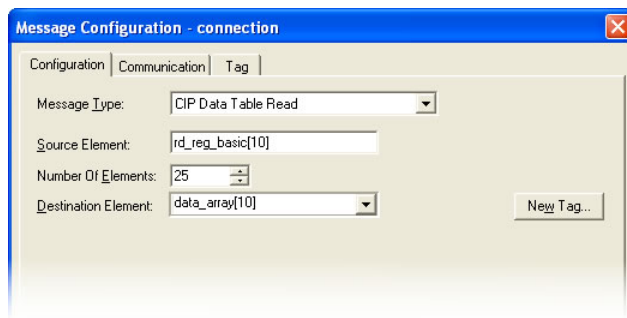 Message Configuration - connection
Configuration Communication Tag
Message Type: CIP Data Table Read
Source Element: rd_reg_basic[10]
Number Of Elements: 25
Destination Element: data_array[10] New Tag...